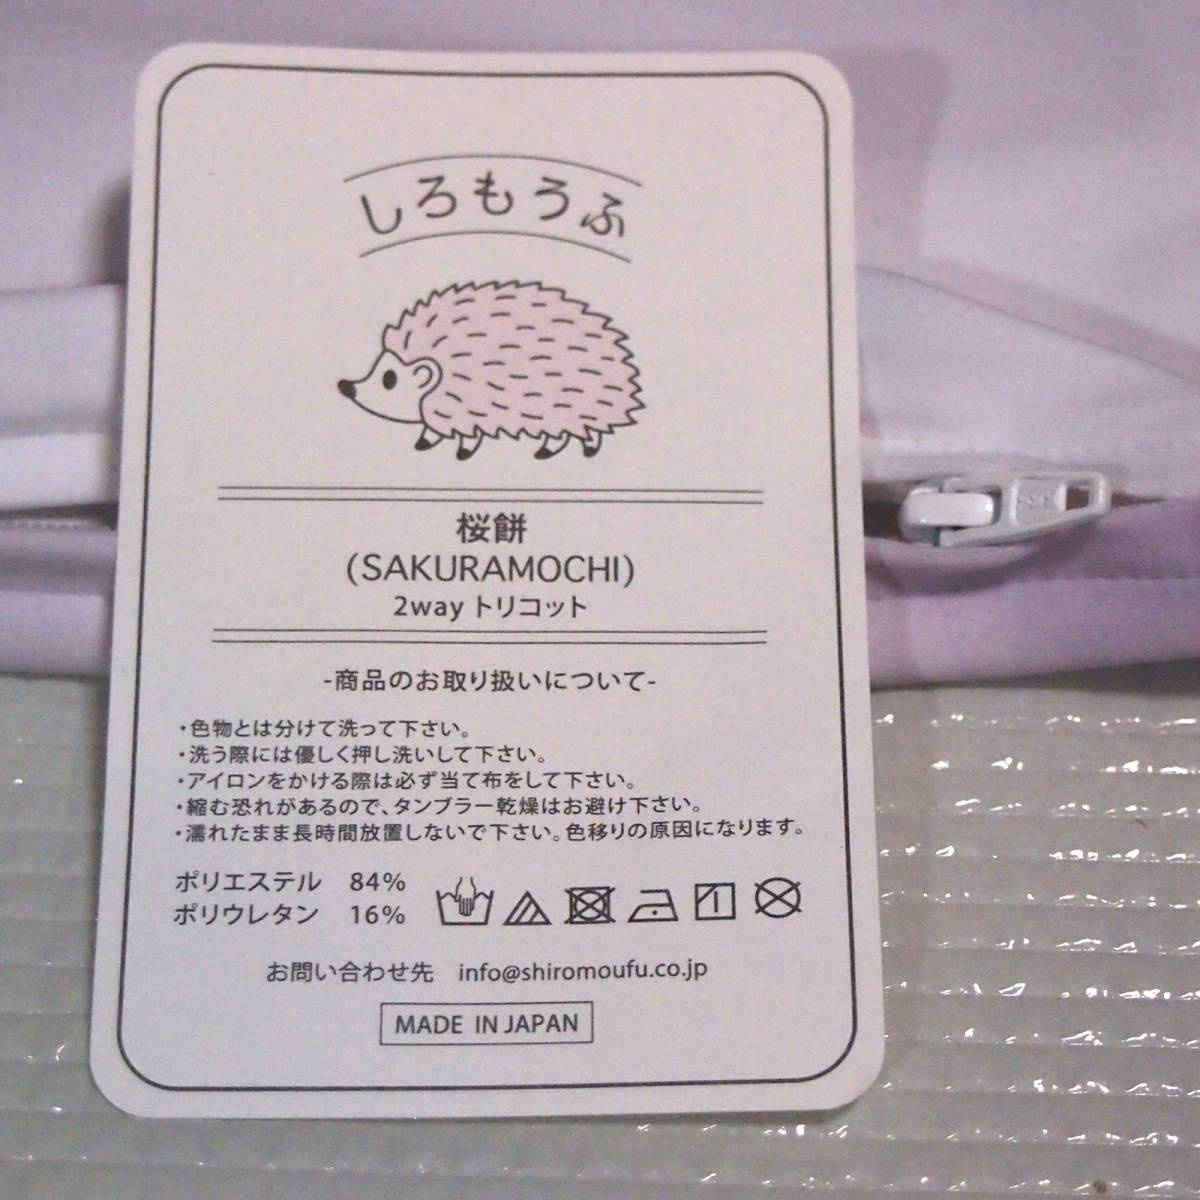 しろもうふ
桜餅
(SAKURAMOCHI)
2way トリコット
-商品のお取り扱いについて-
・色物とは分けて洗って下さい。
・洗う際には優しく押し洗いして下さい。
・アイロンをかける際は必ず当て布をして下さい。
・縮む恐れがあるので、タンブラー乾燥はお避け下さい。
・濡れたまま長時間放置しないで下さい。色移りの原因になります。
ポリエステル 84%
ポリウレタン 16%
お問い合わせ先 info@shiromoufu.co.jp
MADE IN JAPAN